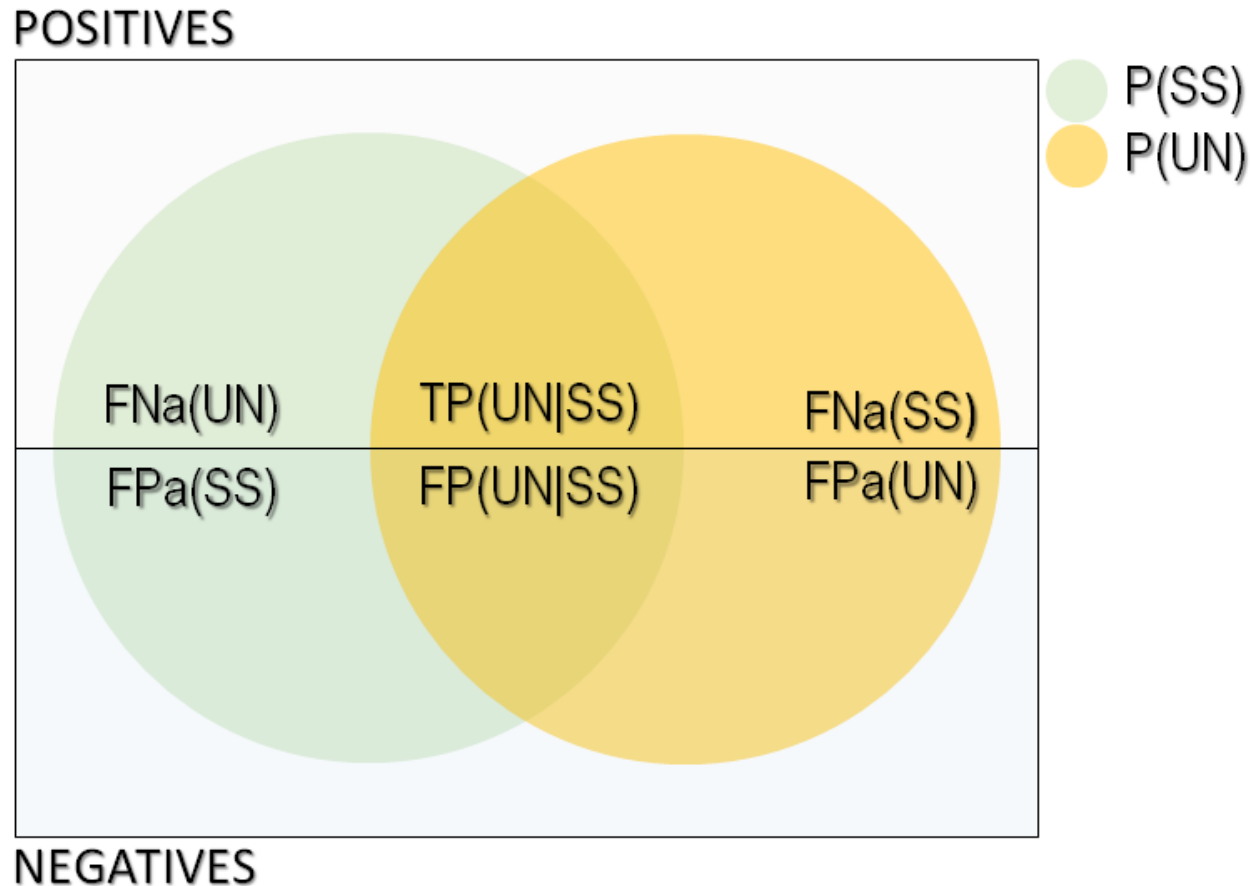 POSITIVES
P(SS)
P(UN)
FNa(UN) TP(UN|SS) FNa(SS)
FPa(SS) FP(UN|SS) FPa(UN)
NEGATIVES